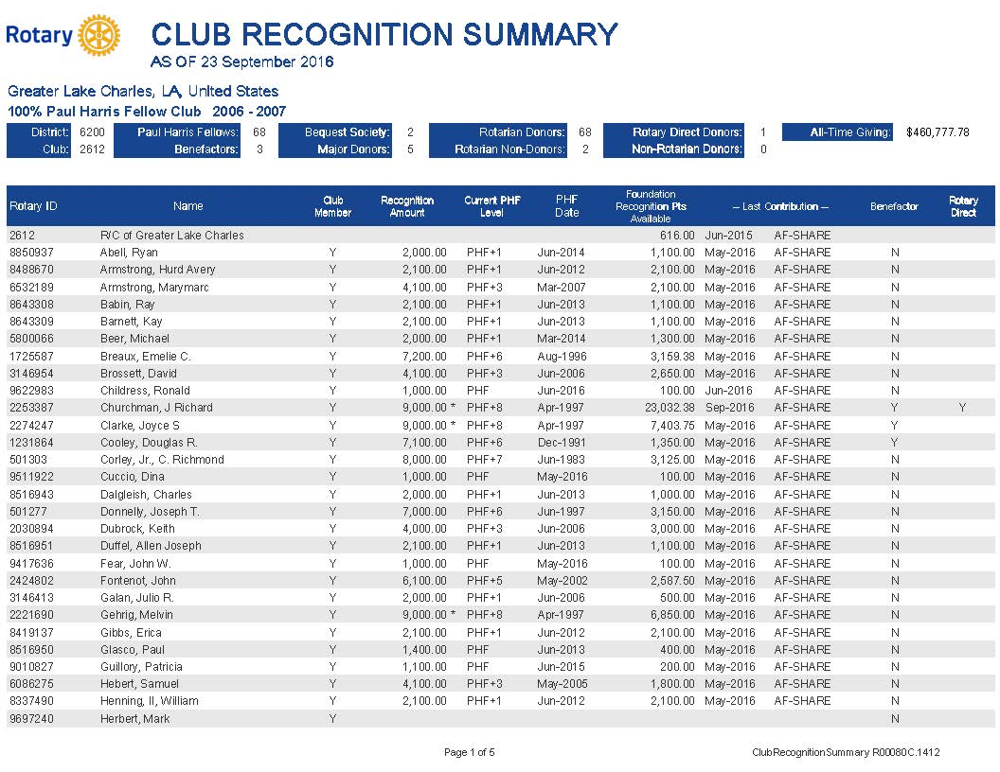 Rotary
CLUB RECOGNITION SUMMARY
AS OF 23 September 2016
Greater Lake Charles, LA, United States
100% Paul Harris Fellow Club 2006 - 2007
District: 6200 Paul Harris Fellows: 68 Bequest Society: 2 Rotarian Donors: 68 Rotary Direct Donors: 1 All-Time Giving: $460,777.78
Club: 2612 Benefactors: 3 Major Donors: 5 Rotarian Non-Donors: 2 Non-Rotarian Donors: 0
Rotary ID Name Club Member Recognition Amount Current PHF Level PHF Date Foundation Recognition Pts Available -- Last Contribution -- Benefactor Rotary Direct
2612 R/C of Greater Lake Charles 616.00 Jun-2015 AF-SHARE
8850937 Abell, Ryan Y 2,000.00 PHF+1 Jun-2014 1,100.00 May-2016 AF-SHARE N
8488670 Armstrong, Hurd Avery Y 2,100.00 PHF+1 Jun-2012 2,100.00 May-2016 AF-SHARE N
6532189 Armstrong, Marymarc Y 4,100.00 PHF+3 Mar-2007 2,100.00 May-2016 AF-SHARE N
8643308 Babin, Ray Y 2,100.00 PHF+1 Jun-2013 1,100.00 May-2016 AF-SHARE N
8643309 Barnett, Kay Y 2,100.00 PHF+1 Jun-2013 1,100.00 May-2016 AF-SHARE N
5800066 Beer, Michael Y 2,000.00 PHF+1 Mar-2014 1,300.00 May-2016 AF-SHARE N
1725587 Breaux, Emelie C. Y 7,200.00 PHF+6 Aug-1996 3,159.38 May-2016 AF-SHARE N
3146954 Brossett, David Y 4,100.00 PHF+3 Jun-2006 2,650.00 May-2016 AF-SHARE N
9622983 Childress, Ronald Y 1,000.00 PHF Jun-2016 100.00 Jun-2016 AF-SHARE N
2253387 Churchman, J Richard Y 9,000.00 * PHF+8 Apr-1997 23,032.38 Sep-2016 AF-SHARE Y Y
2274247 Clarke, Joyce S Y 9,000.00 * PHF+8 Apr-1997 7,403.75 May-2016 AF-SHARE Y
1231864 Cooley, Douglas R. Y 7,100.00 PHF+6 Dec-1991 1,350.00 May-2016 AF-SHARE Y
501303 Corley, Jr., C. Richmond Y 8,000.00 PHF+7 Jun-1983 3,125.00 May-2016 AF-SHARE N
9511922 Cuccio, Dina Y 1,000.00 PHF May-2016 100.00 May-2016 AF-SHARE N
8516943 Dalgleish, Charles Y 2,000.00 PHF+1 Jun-2013 1,000.00 May-2016 AF-SHARE N
501277 Donnelly, Joseph T. Y 7,000.00 PHF+6 Jun-1997 3,150.00 May-2016 AF-SHARE N
2030894 Dubrock, Keith Y 4,000.00 PHF+3 Jun-2006 3,000.00 May-2016 AF-SHARE N
8516951 Duffel, Allen Joseph Y 2,100.00 PHF+1 Jun-2013 1,100.00 May-2016 AF-SHARE N
9417636 Fear, John W. Y 1,000.00 PHF May-2016 100.00 May-2016 AF-SHARE N
2424802 Fontenot, John Y 6,100.00 PHF+5 May-2002 2,587.50 May-2016 AF-SHARE N
3146413 Galan, Julio R. Y 2,000.00 PHF+1 Jun-2006 500.00 May-2016 AF-SHARE N
2221690 Gehrig, Melvin Y 9,000.00 * PHF+8 Apr-1997 6,850.00 May-2016 AF-SHARE N
8419137 Gibbs, Erica Y 2,100.00 PHF+1 Jun-2012 2,100.00 May-2016 AF-SHARE N
8516950 Glasco, Paul Y 1,400.00 PHF Jun-2013 400.00 May-2016 AF-SHARE N
9010827 Guillory, Patricia Y 1,100.00 PHF Jun-2015 200.00 May-2016 AF-SHARE N
6086275 Hebert, Samuel Y 4,100.00 PHF+3 May-2005 1,800.00 May-2016 AF-SHARE N
8337490 Henning, II, William Y 2,100.00 PHF+1 Jun-2012 2,100.00 May-2016 AF-SHARE N
9697240 Herbert, Mark Y N
Page 1 of 5 ClubRecognitionSummary R00080C.1412